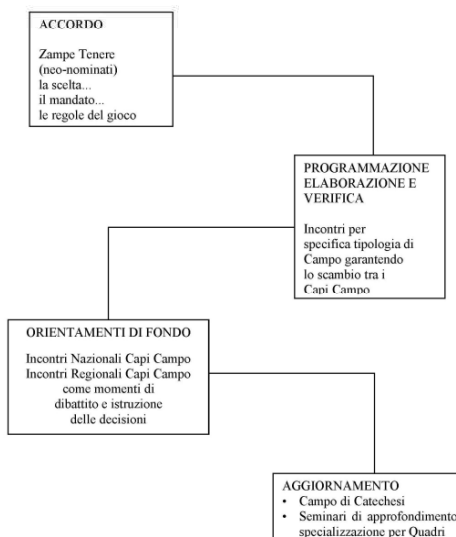 ACCORDO
Zampe Tenere
(neo-nominati)
la scelta...
il mandato...
le regole del gioco
PROGRAMMAZIONE
ELABORAZIONE E
VERIFICA
Incontri per
specifica tipologia di
Campo garantendo
lo scambio tra i
Capi Campo
ORIENTAMENTI DI FONDO
Incontri Nazionali Capi Campo
Incontri Regionali Capi Campo
come momenti di
dibattito e istruzione
delle decisioni
AGGIORNAMENTO
• Campo di Catechesi
• Seminari di approfondimento
specializzazione per Quadri